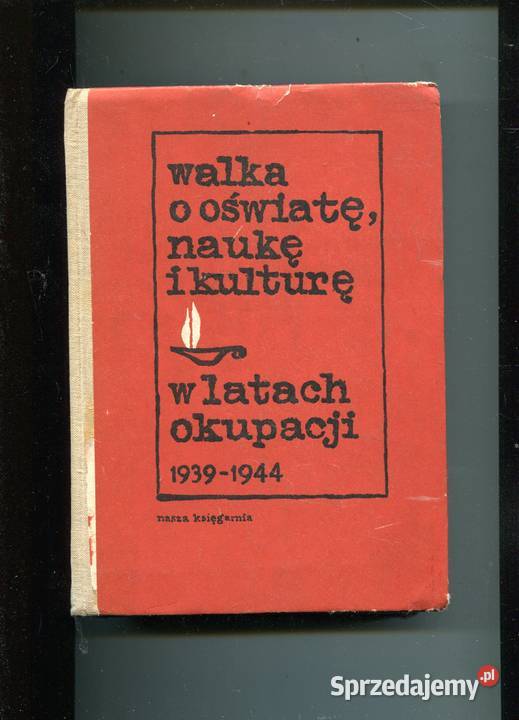 walka
o oświatę,
naukę
i kulturę
w latach
okupacji
1939-1944
nasza księgarnia
Sprzedajemy.pl